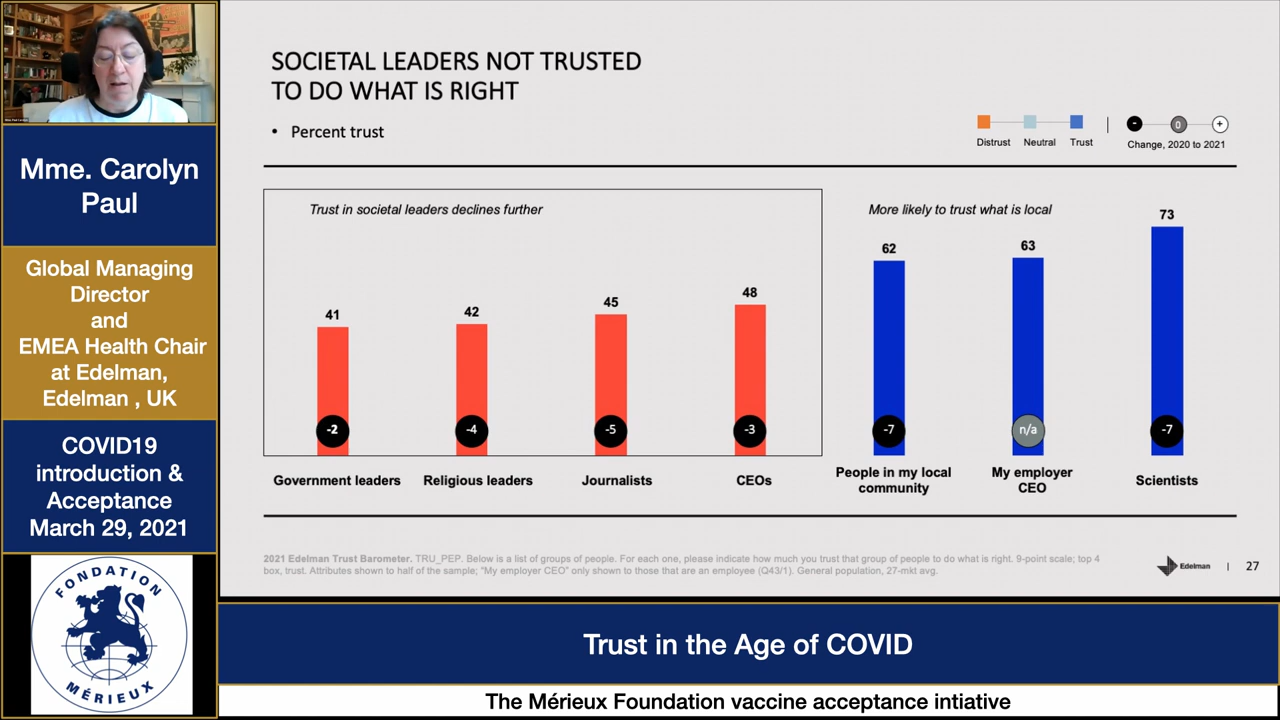 Mme. Carolyn
Paul
Global Managing
Director
and
EMEA Health Chair
at Edelman,
Edelman , UK
COVID19
introduction &
Acceptance
March 29, 2021
FONDATION
MÉRIEUX
SOCIETAL LEADERS NOT TRUSTED
TO DO WHAT IS RIGHT
• Percent trust
Distrust Neutral Trust
- 0 +
Change, 2020 to 2021
Trust in societal leaders declines further
More likely to trust what is local
41 42 45 48 62 63 73
-2 -4 -5 -3 -7 n/a -7
Government leaders Religious leaders Journalists CEOs
People in my local
community
My employer
CEO
Scientists
2021 Edelman Trust Barometer. TRU_PEP. Below is a list of groups of people. For each one, please indicate how much you trust that group of people to do what is right. 9-point scale; top 4
box, trust. Attributes shown to half of the sample; "My employer CEO" only shown to those that are an employee (Q43/1). General population, 27-mkt avg.
Edelman | 27
Trust in the Age of COVID
The Mérieux Foundation vaccine acceptance intiative